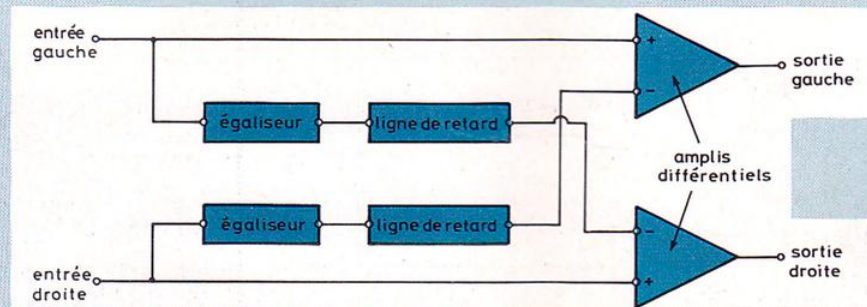 entrée
gauche
+
sortie
gauche
-
égaliseur
ligne de retard
amplis
différentiels
égaliseur
ligne de retard
-
entrée
droite
+
sortie
droite